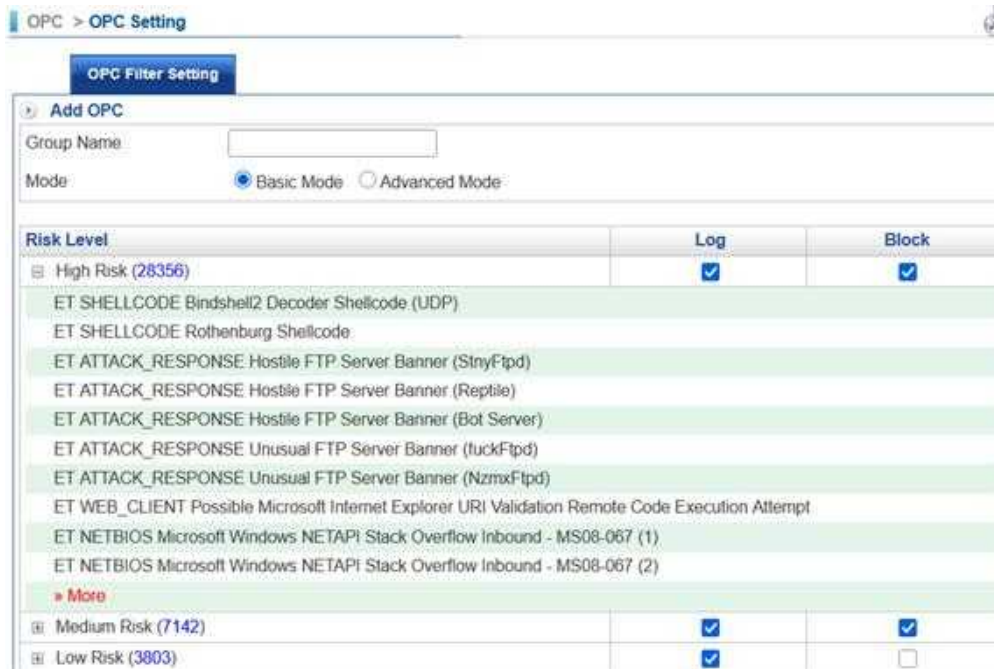 OPC > OPC Setting
OPC Filter Setting
Add OPC
Group Name
Mode Basic Mode Advanced Mode
Risk Level Log Block
High Risk (28356)
ET SHELLCODE Bindshell2 Decoder Shellcode (UDP)
ET SHELLCODE Rothenburg Shellcode
ET ATTACK_RESPONSE Hostile FTP Server Banner (StnyFtpd)
ET ATTACK_RESPONSE Hostile FTP Server Banner (Reptile)
ET ATTACK_RESPONSE Hostile FTP Server Banner (Bot Server)
ET ATTACK_RESPONSE Unusual FTP Server Banner (fuckFtpd)
ET ATTACK_RESPONSE Unusual FTP Server Banner (NzmxFtpd)
ET WEB_CLIENT Possible Microsoft Internet Explorer URI Validation Remote Code Execution Attempt
ET NETBIOS Microsoft Windows NETAPI Stack Overflow Inbound - MS08-067 (1)
ET NETBIOS Microsoft Windows NETAPI Stack Overflow Inbound - MS08-067 (2)
» More
Medium Risk (7142)
Low Risk (3803)